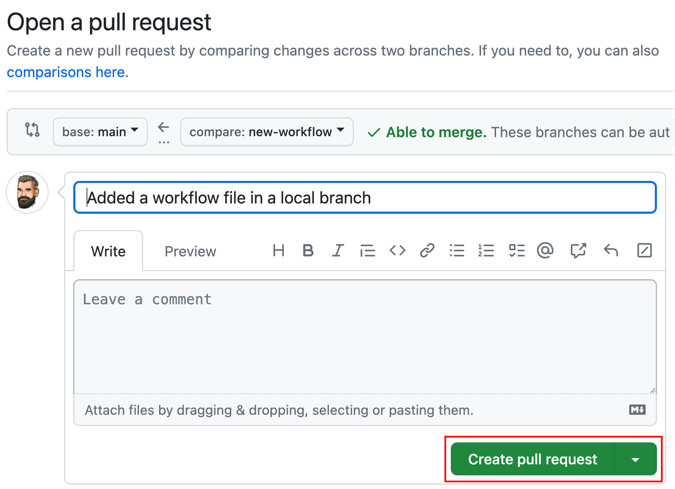 Open a pull request
Create a new pull request by comparing changes across two branches. If you need to, you can also
comparisons here.
base: main
compare: new-workflow
Able to merge. These branches can be aut
Added a workflow file in a local branch
Write Preview H B I
Leave a comment
Attach files by dragging & dropping, selecting or pasting them.
Create pull request